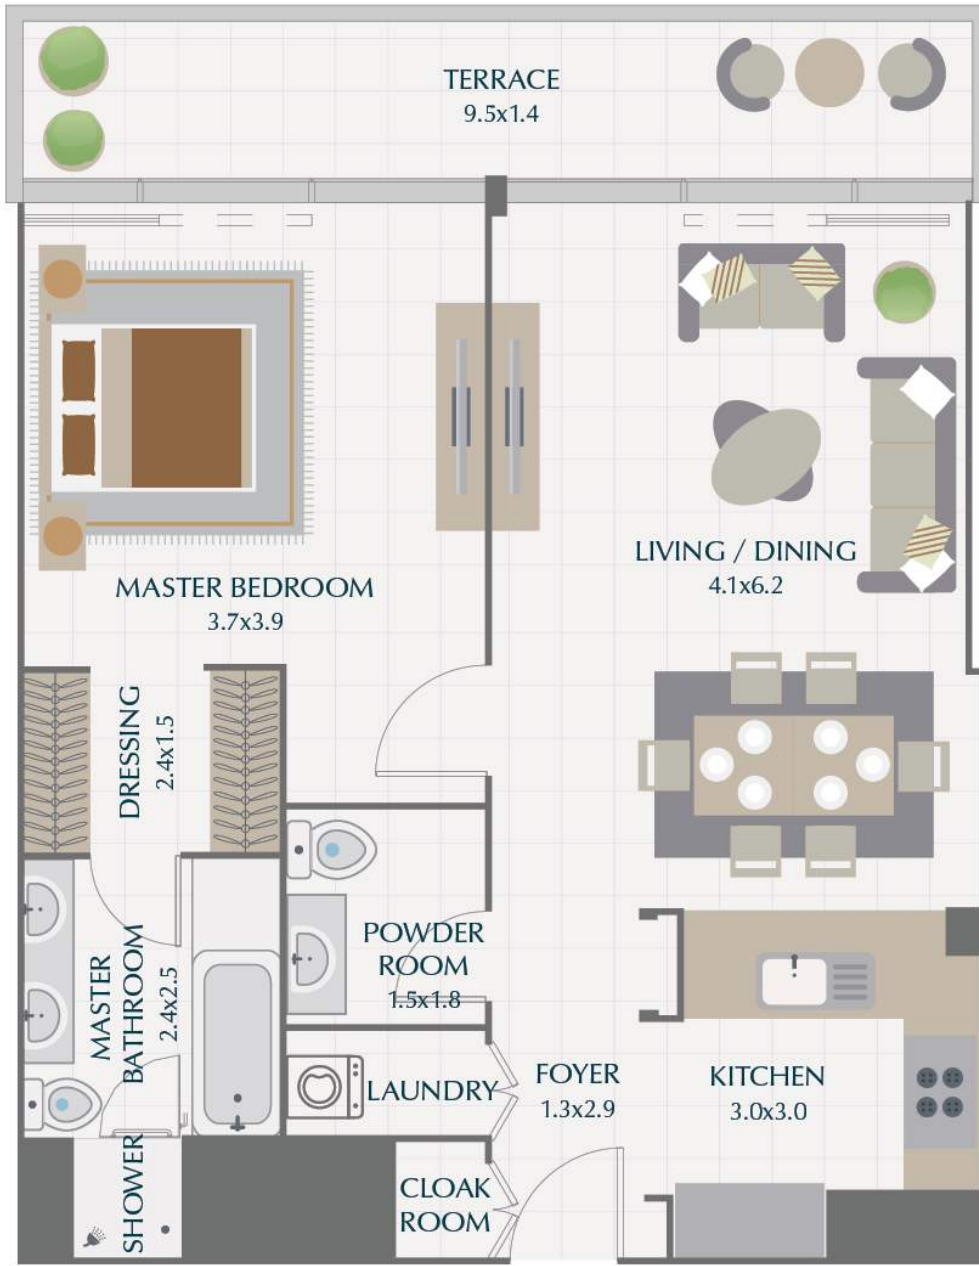 TERRACE
9.5x1.4
MASTER BEDROOM
3.7x3.9
LIVING / DINING
4.1x6.2
DRESSING
2.4x1.5
MASTER
BATHROOM
2.4x2.5
POWDER
ROOM
1.5x1.8
LAUNDRY
FOYER
1.3x2.9
KITCHEN
3.0x3.0
SHOWER
CLOAK
ROOM